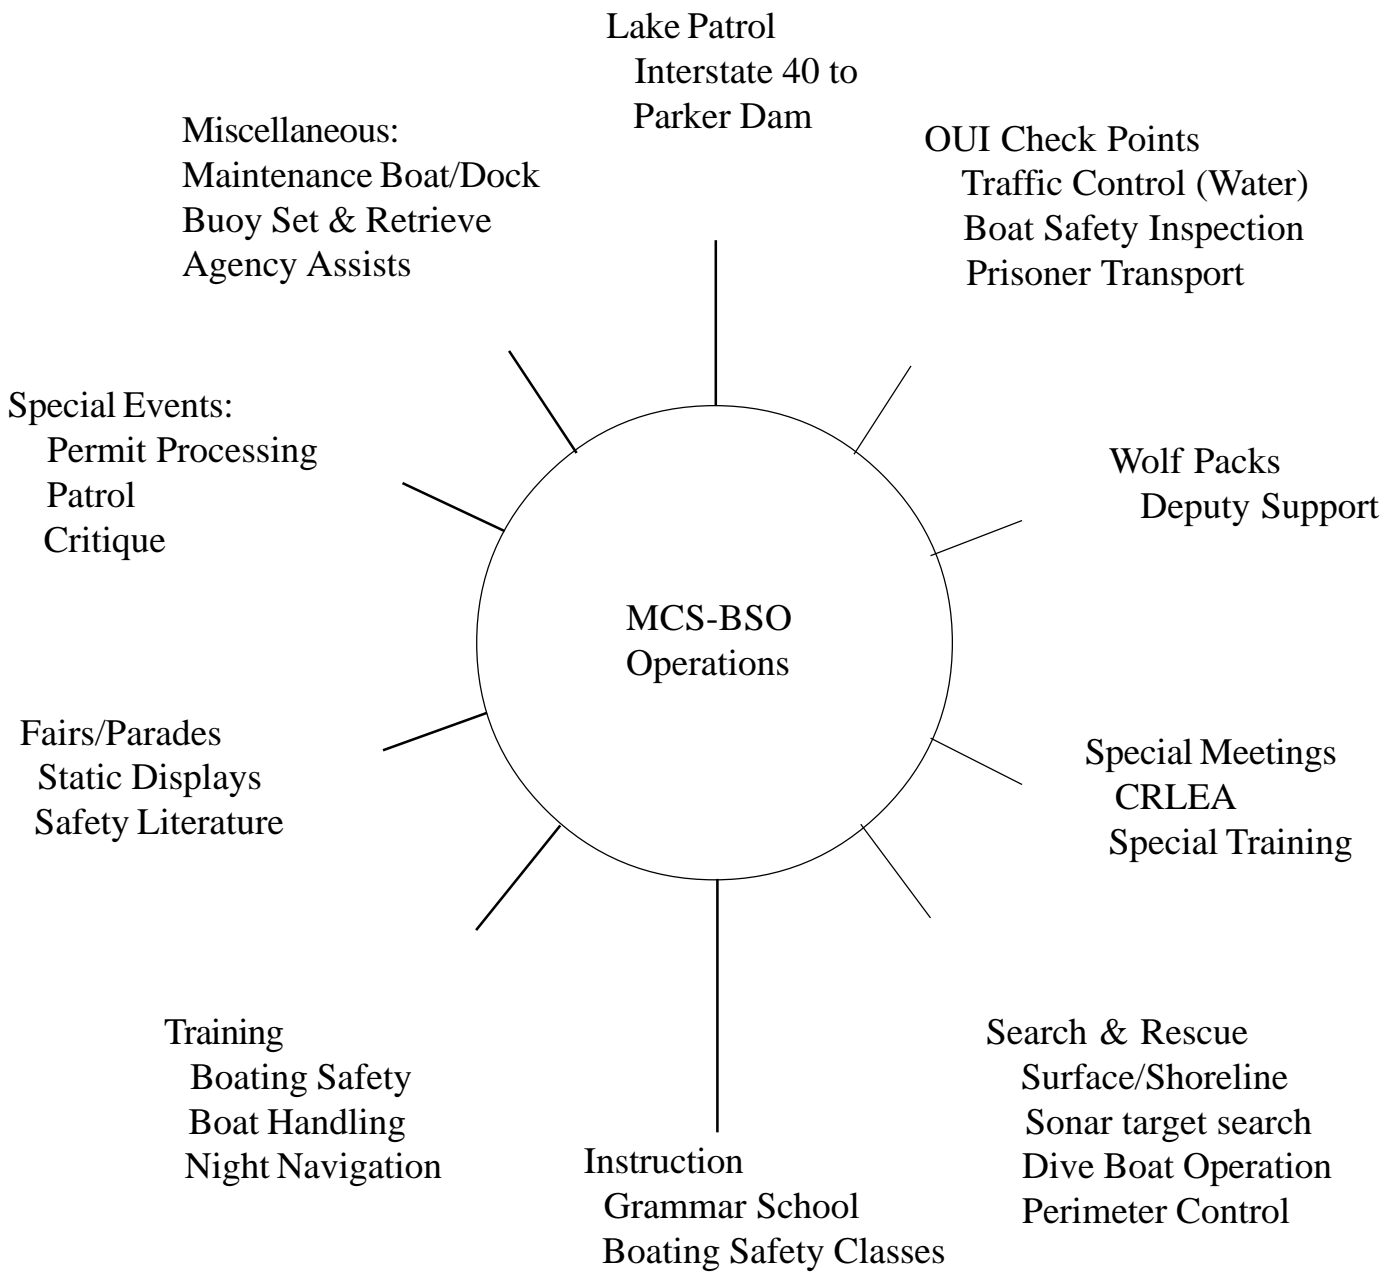 Lake Patrol
Interstate 40 to
Parker Dam
Miscellaneous:
Maintenance Boat/Dock
Buoy Set & Retrieve
Agency Assists
OUI Check Points
Traffic Control (Water)
Boat Safety Inspection
Prisoner Transport
Special Events:
Permit Processing
Patrol
Critique
Wolf Packs
Deputy Support
MCS-BSO
Operations
Fairs/Parades
Static Displays
Safety Literature
Special Meetings
CRLEA
Special Training
Training
Boating Safety
Boat Handling
Night Navigation
Instruction
Grammar School
Boating Safety Classes
Search & Rescue
Surface/Shoreline
Sonar target search
Dive Boat Operation
Perimeter Control